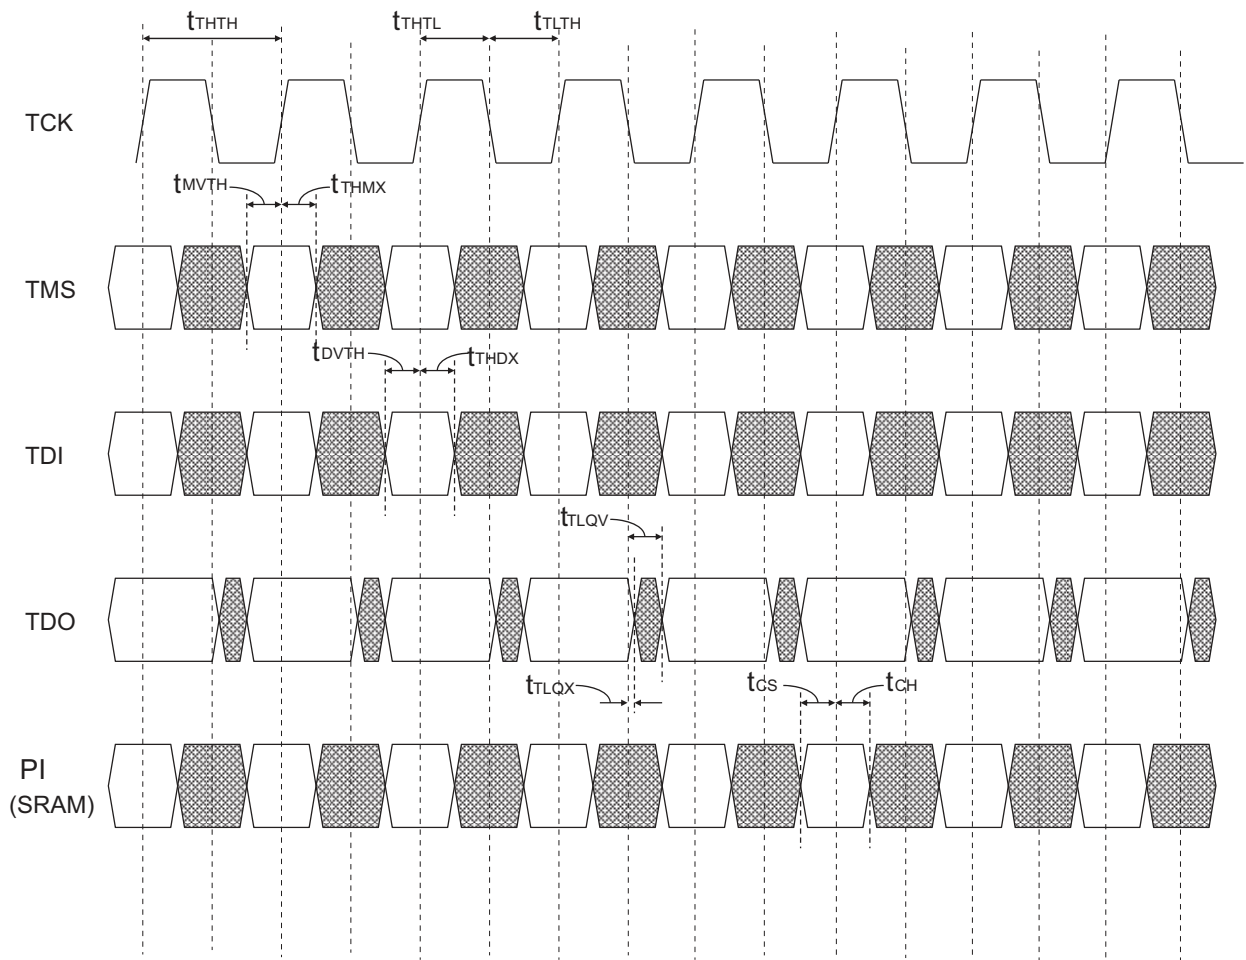 tTHTH tTHTL tTLTH
TCK
tMVTH tTHMX
TMS
tDVTH tTHDX
TDI
tTLQV
TDO
tTLQX tCS tCH
PI
(SRAM)